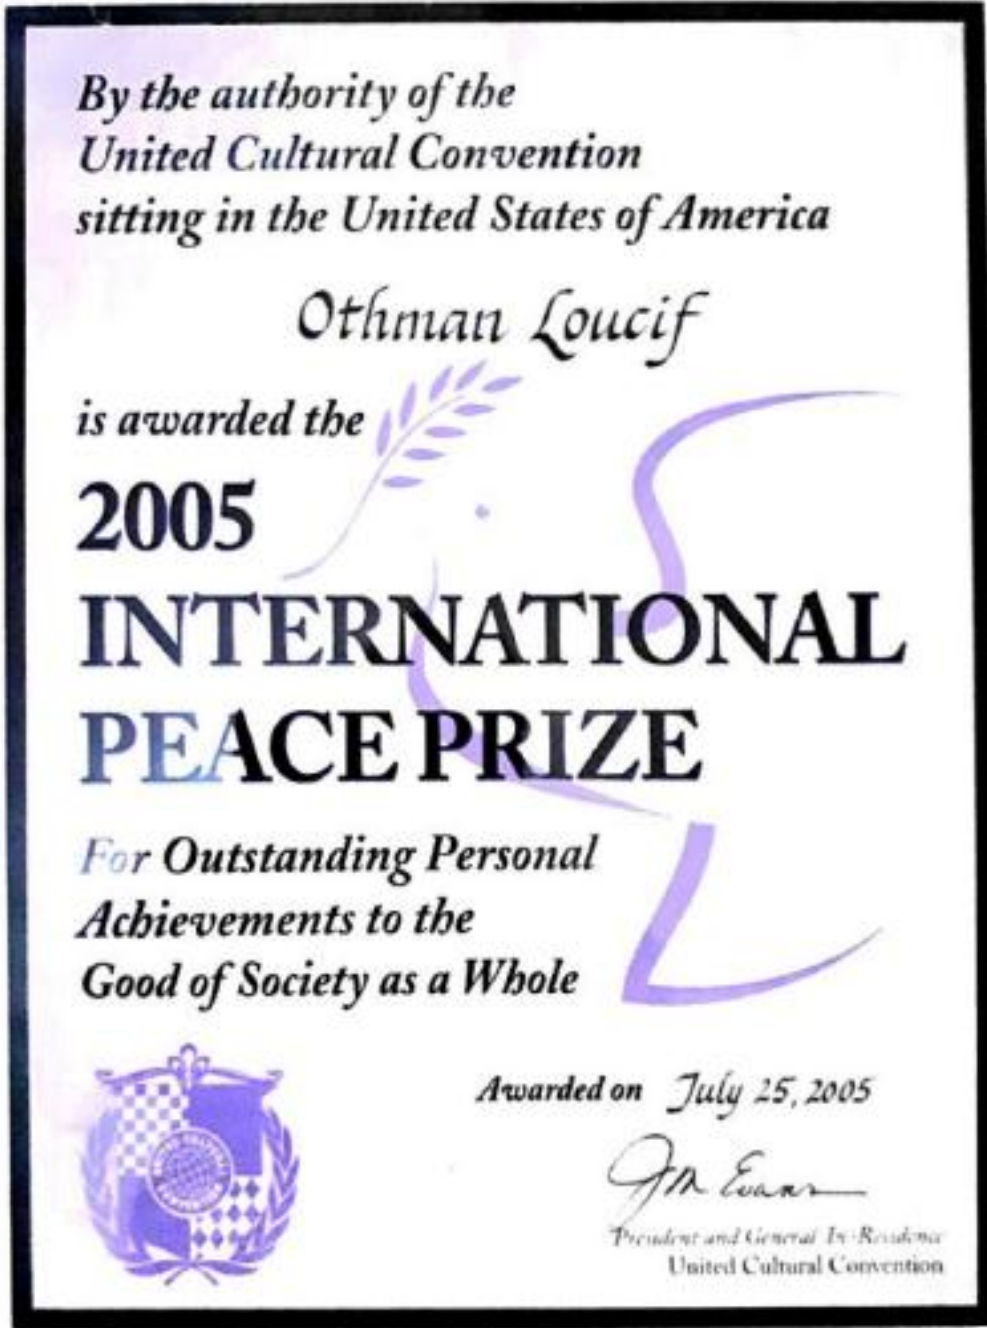 By the authority of the
United Cultural Convention
sitting in the United States of America
Othman Loucif
is awarded the
2005
INTERNATIONAL
PEACE PRIZE
For Outstanding Personal
Achievements to the
Good of Society as a Whole
Awarded on July 25, 2005
JM Evans
President and General In-Residence
United Cultural Convention